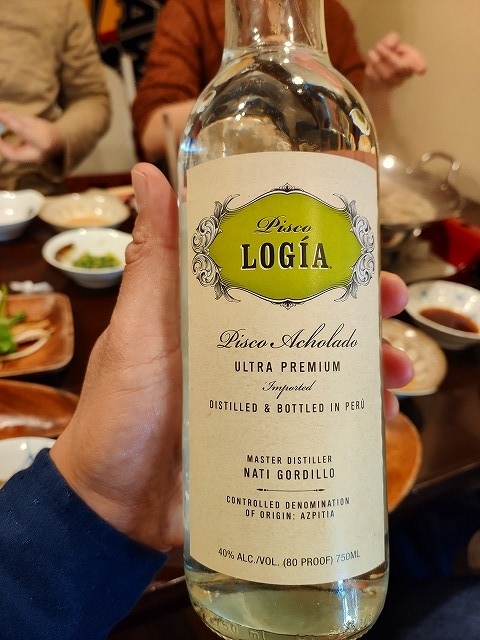 Pisco
LOGÍA
Pisco Acholado
ULTRA PREMIUM
Imported
DISTILLED & BOTTLED IN PERÚ
MASTER DISTILLER
NATI GORDILLO
CONTROLLED DENOMINATION
OF ORIGIN: AZPITIA
40% ALC./VOL. (80 PROOF) 750ML